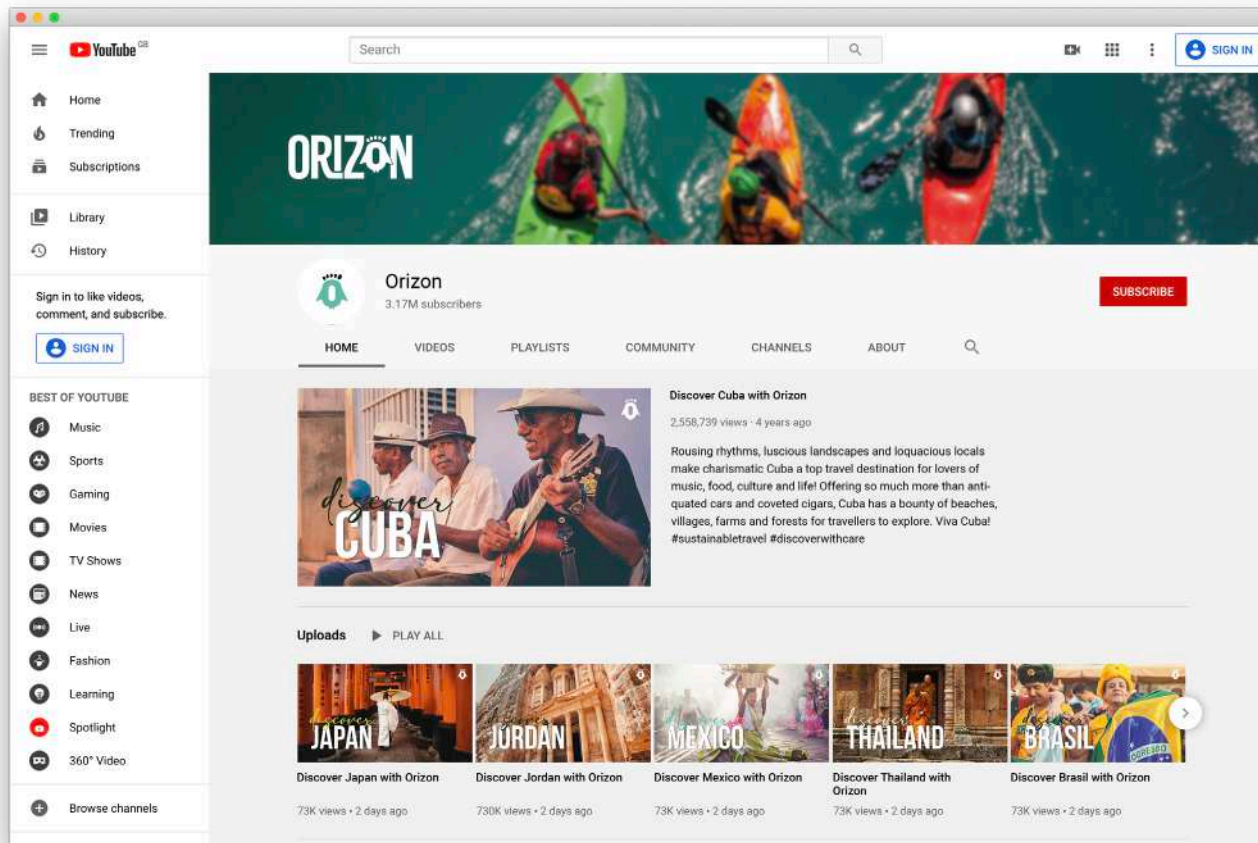 YouTube GB
Search
SIGN IN
Home
Trending
Subscriptions
Library
History
Sign in to like videos,
comment, and subscribe.
SIGN IN
BEST OF YOUTUBE
Music
Sports
Gaming
Movies
TV Shows
News
Live
Fashion
Learning
Spotlight
360° Video
Browse channels
ORIZON
Orizon
3.17M subscribers
SUBSCRIBE
HOME VIDEOS PLAYLISTS COMMUNITY CHANNELS ABOUT
discover
CUBA
Discover Cuba with Orizon
2,558,739 views · 4 years ago
Rousing rhythms, luscious landscapes and loquacious locals
make charismatic Cuba a top travel destination for lovers of
music, food, culture and life! Offering so much more than anti-
quated cars and coveted cigars, Cuba has a bounty of beaches,
villages, farms and forests for travellers to explore. Viva Cuba!
#sustainabletravel #discoverwithcare
Uploads PLAY ALL
discover
JAPAN
Discover Japan with Orizon
73K views • 2 days ago
discover
JORDAN
Discover Jordan with Orizon
730K views • 2 days ago
discover
MEXICO
Discover Mexico with Orizon
73K views • 2 days ago
discover
THAILAND
Discover Thailand with
Orizon
73K views • 2 days ago
discover
BRASIL
Discover Brasil with Orizon
73K views • 2 days ago